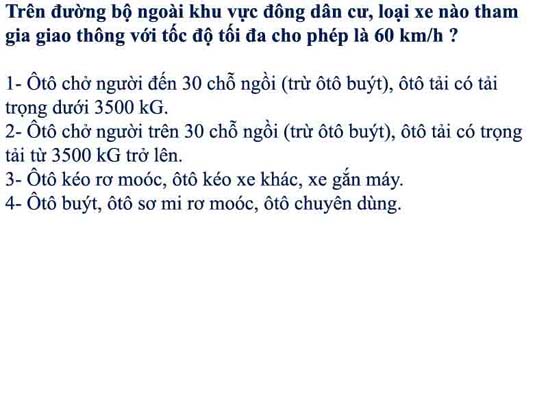 Trên đường bộ ngoài khu vực đông dân cư, loại xe nào tham
gia giao thông với tốc độ tối đa cho phép là 60 km/h ?
1- Ôtô chở người đến 30 chỗ ngồi (trừ ôtô buýt), ôtô tải có tải
trọng dưới 3500 kG.
2- Ôtô chở người trên 30 chỗ ngồi (trừ ôtô buýt), ôtô tải có trọng
tải từ 3500 kG trở lên.
3- Ôtô kéo rơ moóc, ôtô kéo xe khác, xe gắn máy.
4- Ôtô buýt, ôtô sơ mi rơ moóc, ôtô chuyên dùng.